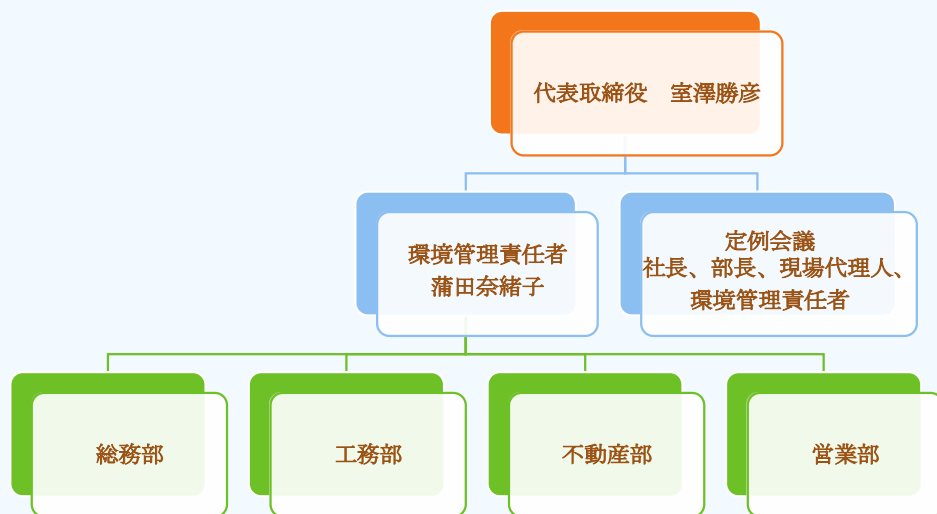 代表取締役　室澤勝彦
環境管理責任者
蒲田奈緒子
定例会議
社長、部長、現場代理人、
環境管理責任者
総務部
工務部
不動産部
営業部